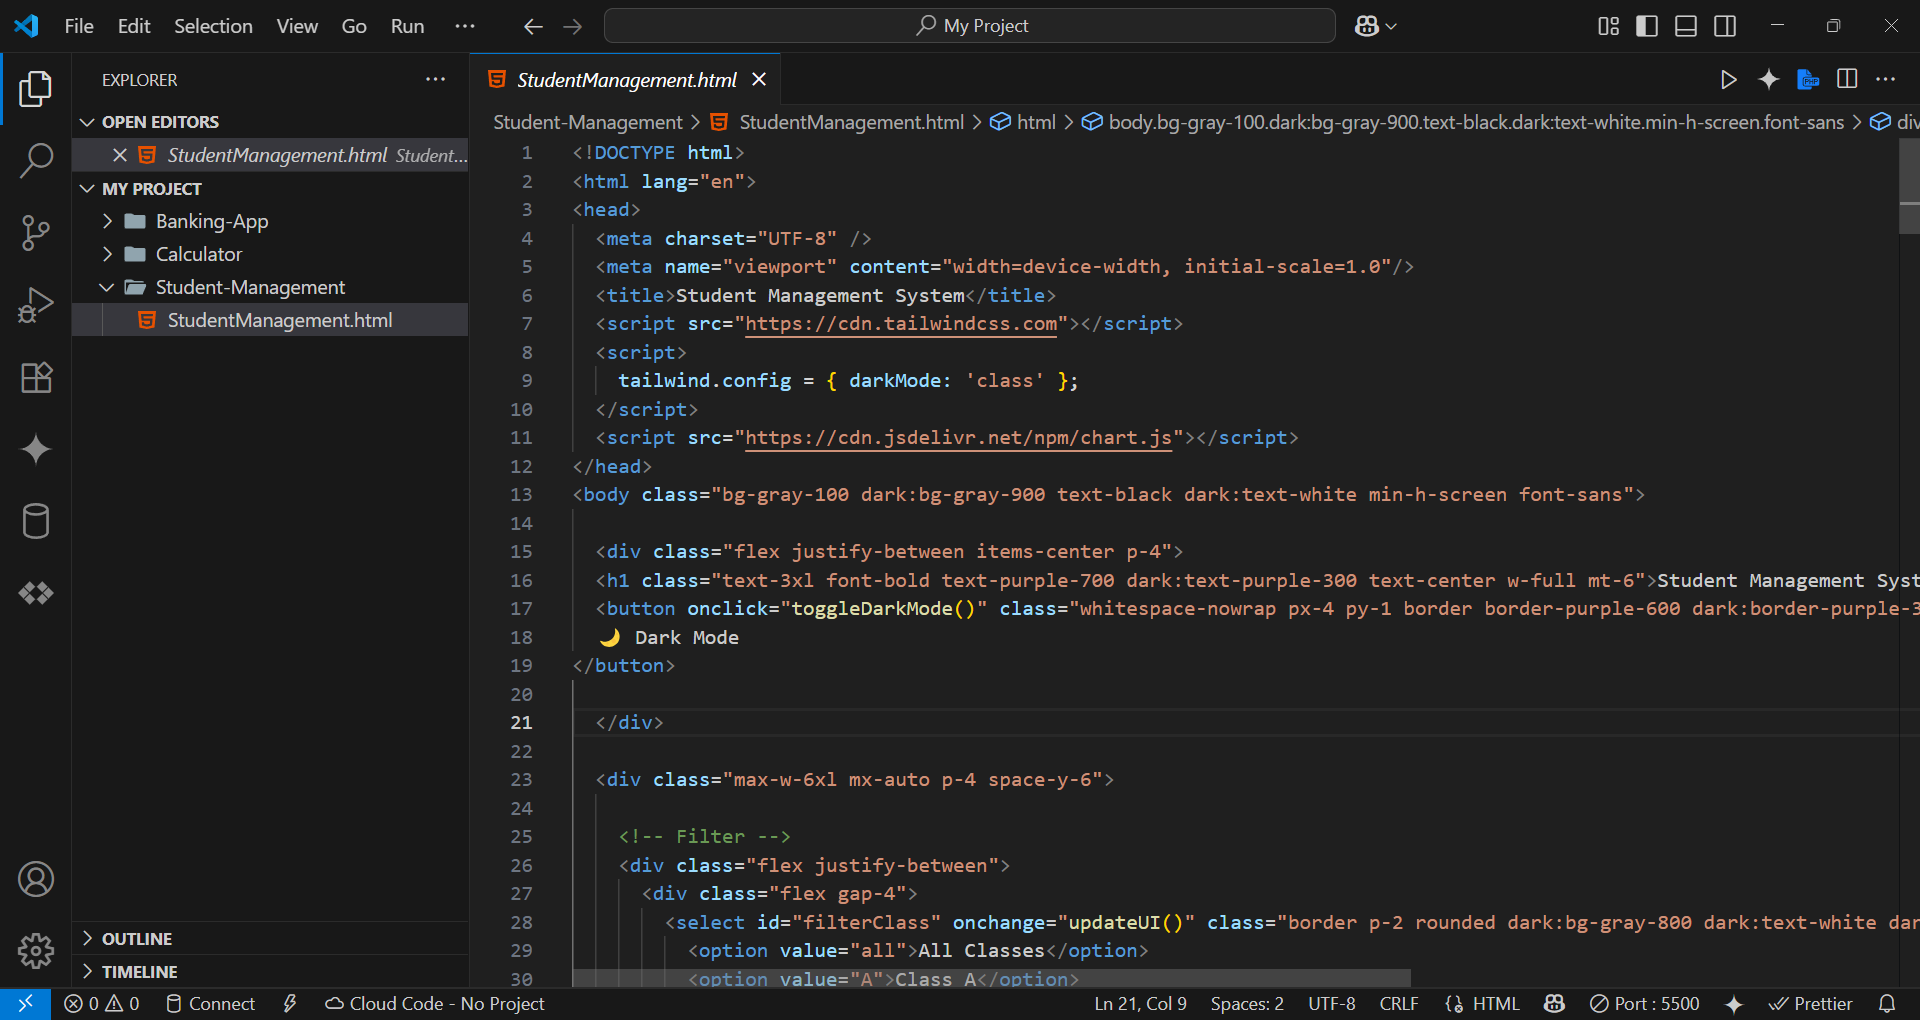 File Edit Selection View Go Run
My Project
EXPLORER
OPEN EDITORS
StudentManagement.html Student...
MY PROJECT
Banking-App
Calculator
Student-Management
StudentManagement.html
OUTLINE
TIMELINE
StudentManagement.html
Student-Management > StudentManagement.html > html > body.bg-gray-100.dark:bg-gray-900.text-black.dark:text-white.min-h-screen.font-sans > div
1 <!DOCTYPE html>
2 <html lang="en">
3 <head>
4 <meta charset="UTF-8" />
5 <meta name="viewport" content="width=device-width, initial-scale=1.0"/>
6 <title>Student Management System</title>
7 <script src="https://cdn.tailwindcss.com"></script>
8 <script>
9 tailwind.config = { darkMode: 'class' };
10 </script>
11 <script src="https://cdn.jsdelivr.net/npm/chart.js"></script>
12 </head>
13 <body class="bg-gray-100 dark:bg-gray-900 text-black dark:text-white min-h-screen font-sans">
14
15 <div class="flex justify-between items-center p-4">
16 <h1 class="text-3xl font-bold text-purple-700 dark:text-purple-300 text-center w-full mt-6">Student Management Syst
17 <button onclick="toggleDarkMode()" class="whitespace-nowrap px-4 py-1 border border-purple-600 dark:border-purple-3
18 🌙 Dark Mode
19 </button>
20
21 </div>
22
23 <div class="max-w-6xl mx-auto p-4 space-y-6">
24
25 <!-- Filter -->
26 <div class="flex justify-between">
27 <div class="flex gap-4">
28 <select id="filterClass" onchange="updateUI()" class="border p-2 rounded dark:bg-gray-800 dark:text-white dar
29 <option value="all">All Classes</option>
30 <option value="A">Class A</option>
0 0 Connect Cloud Code - No Project Ln 21, Col 9 Spaces: 2 UTF-8 CRLF HTML Port : 5500 Prettier